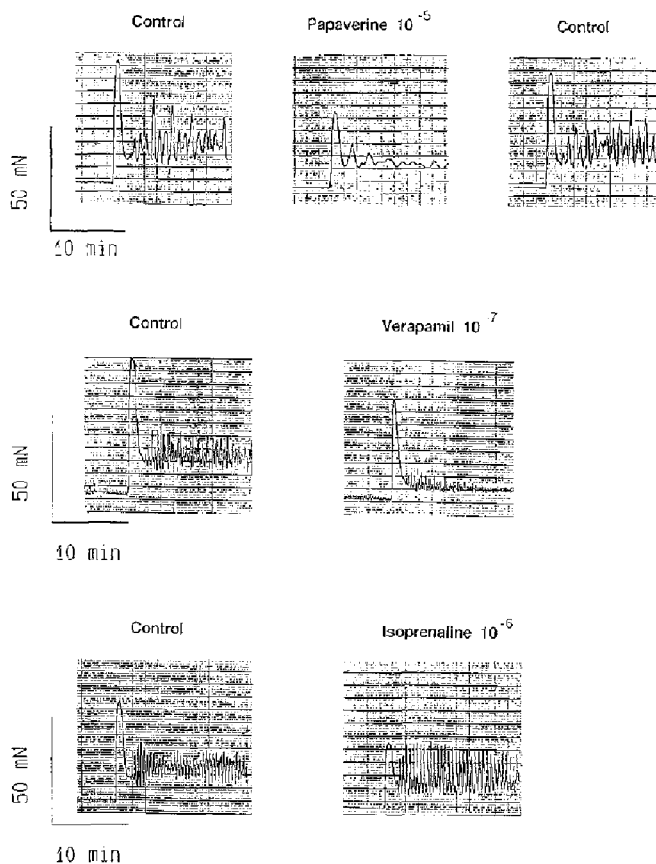 Control Papaverine 10 -5 Control
50 mN
10 min
Control Verapamil 10 -7
50 mN
10 min
Control Isoprenaline 10 -6
50 mN
10 min